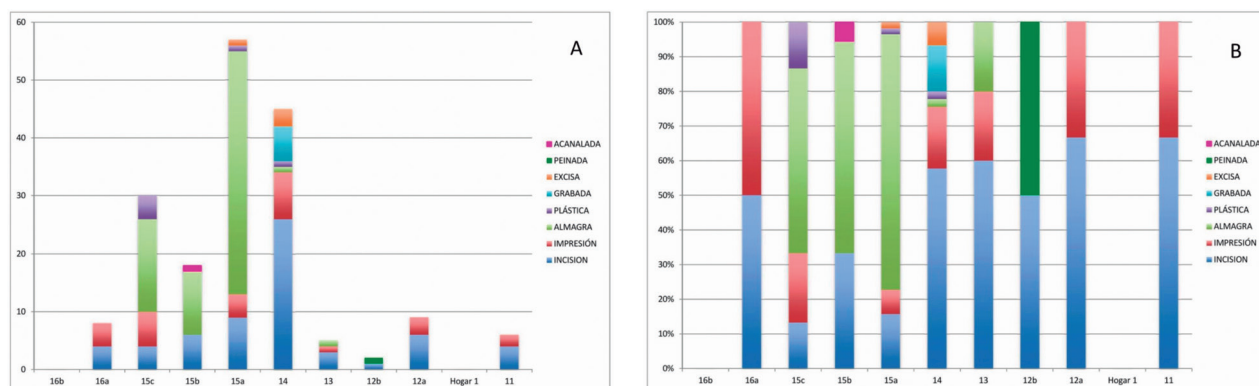 60
50
40
30
20
10
0
A
ACANALADA
PEINADA
EXCISA
GRABADA
PLÁSTICA
ALMAGRA
IMPRESIÓN
INCISION
16b 16a 15c 15b 15a 14 13 12b 12a Hogar 1 11
100%
90%
80%
70%
60%
50%
40%
30%
20%
10%
0%
B
ACANALADA
PEINADA
EXCISA
GRABADA
PLÁSTICA
ALMAGRA
IMPRESIÓN
INCISION
16b 16a 15c 15b 15a 14 13 12b 12a Hogar 1 11